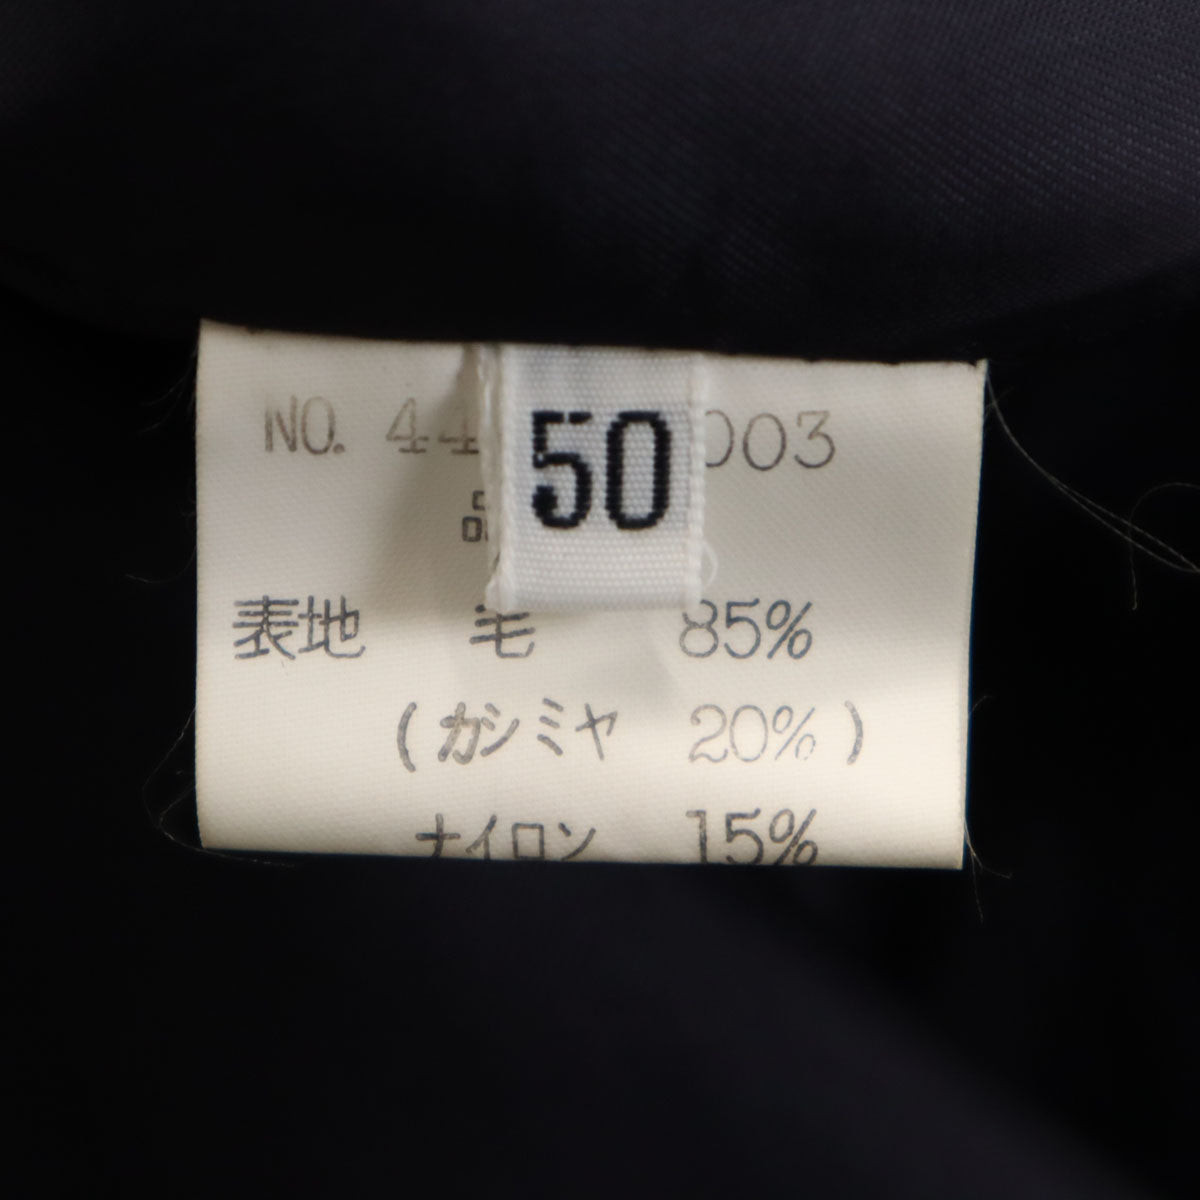 50
NO. 44 003
表地 毛 85%
(カシミヤ 20%)
ナイロン 15%